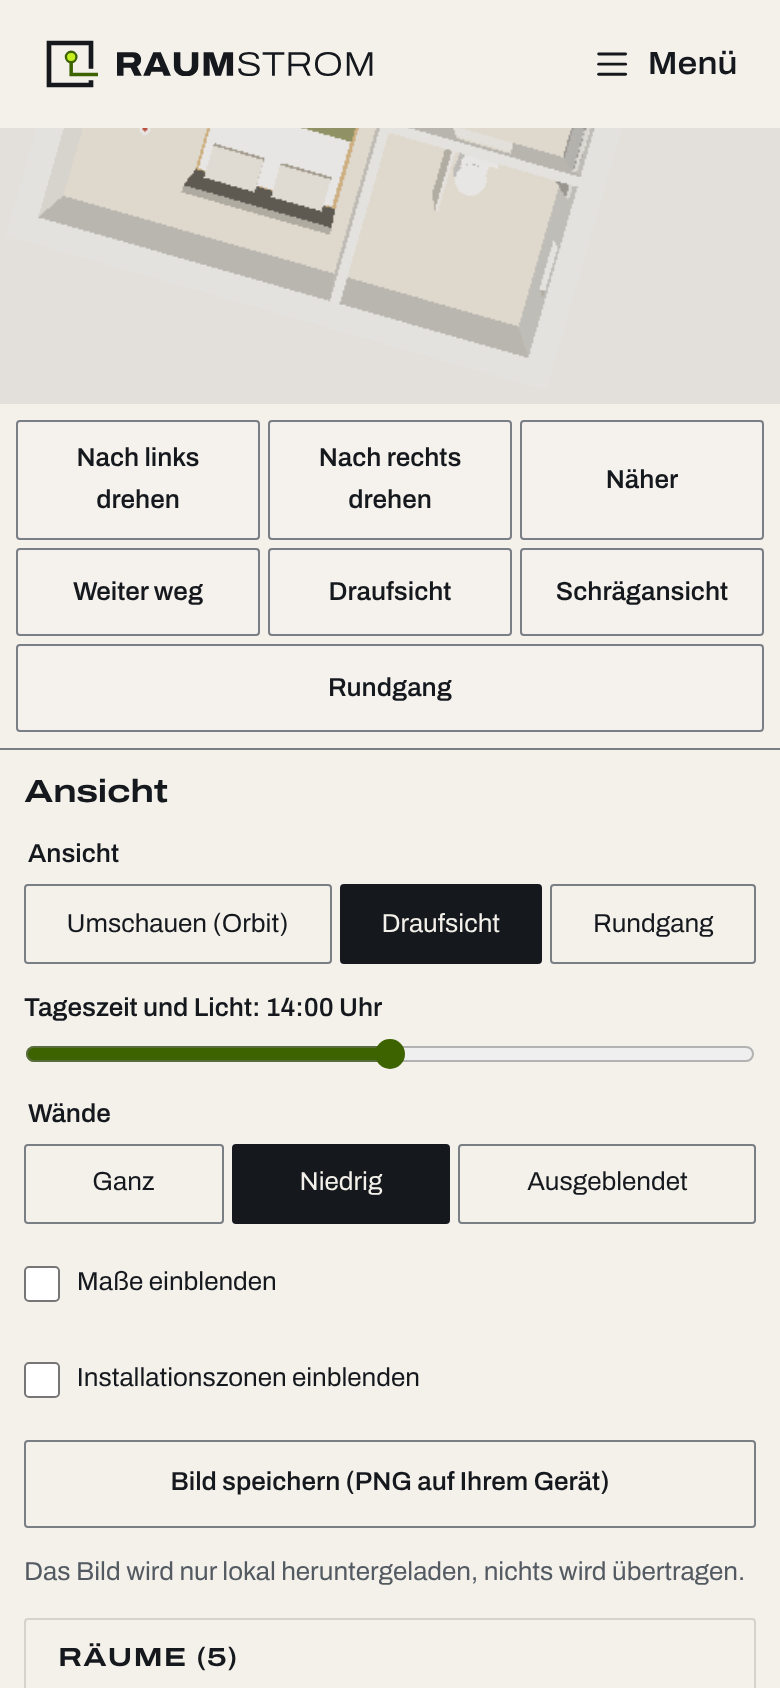 RAUMSTROM
Menü
Nach links
drehen
Nach rechts
drehen
Näher
Weiter weg
Draufsicht
Schrägansicht
Rundgang
Ansicht
Ansicht
Umschauen (Orbit)
Draufsicht
Rundgang
Tageszeit und Licht: 14:00 Uhr
Wände
Ganz
Niedrig
Ausgeblendet
Maße einblenden
Installationszonen einblenden
Bild speichern (PNG auf Ihrem Gerät)
Das Bild wird nur lokal heruntergeladen, nichts wird übertragen.
RÄUME (5)